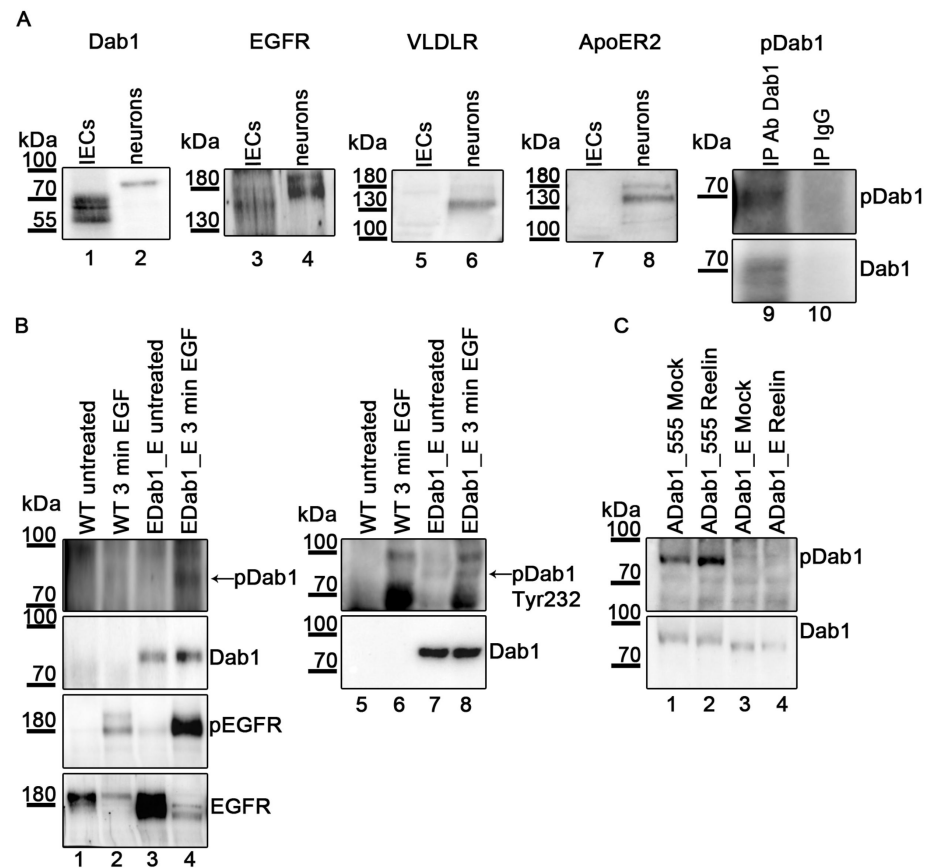 A
Dab1
EGFR
VLDLR
ApoER2
pDab1
kDa
IECs
neurons
100
70
55
1
2
kDa
IECs
neurons
180
130
3
4
kDa
IECs
neurons
180
130
100
5
6
kDa
IECs
neurons
180
130
100
7
8
kDa
IP Ab Dab1
IP IgG
70
pDab1
70
Dab1
9
10
B
WT untreated
WT 3 min EGF
EDab1_E untreated
EDab1_E 3 min EGF
kDa
100
70
←pDab1
100
70
Dab1
180
pEGFR
180
EGFR
1
2
3
4
WT untreated
WT 3 min EGF
EDab1_E untreated
EDab1_E 3 min EGF
kDa
100
70
←pDab1
Tyr232
100
70
Dab1
5
6
7
8
C
ADab1_555 Mock
ADab1_555 Reelin
ADab1_E Mock
ADab1_E Reelin
kDa
100
70
pDab1
100
70
Dab1
1
2
3
4